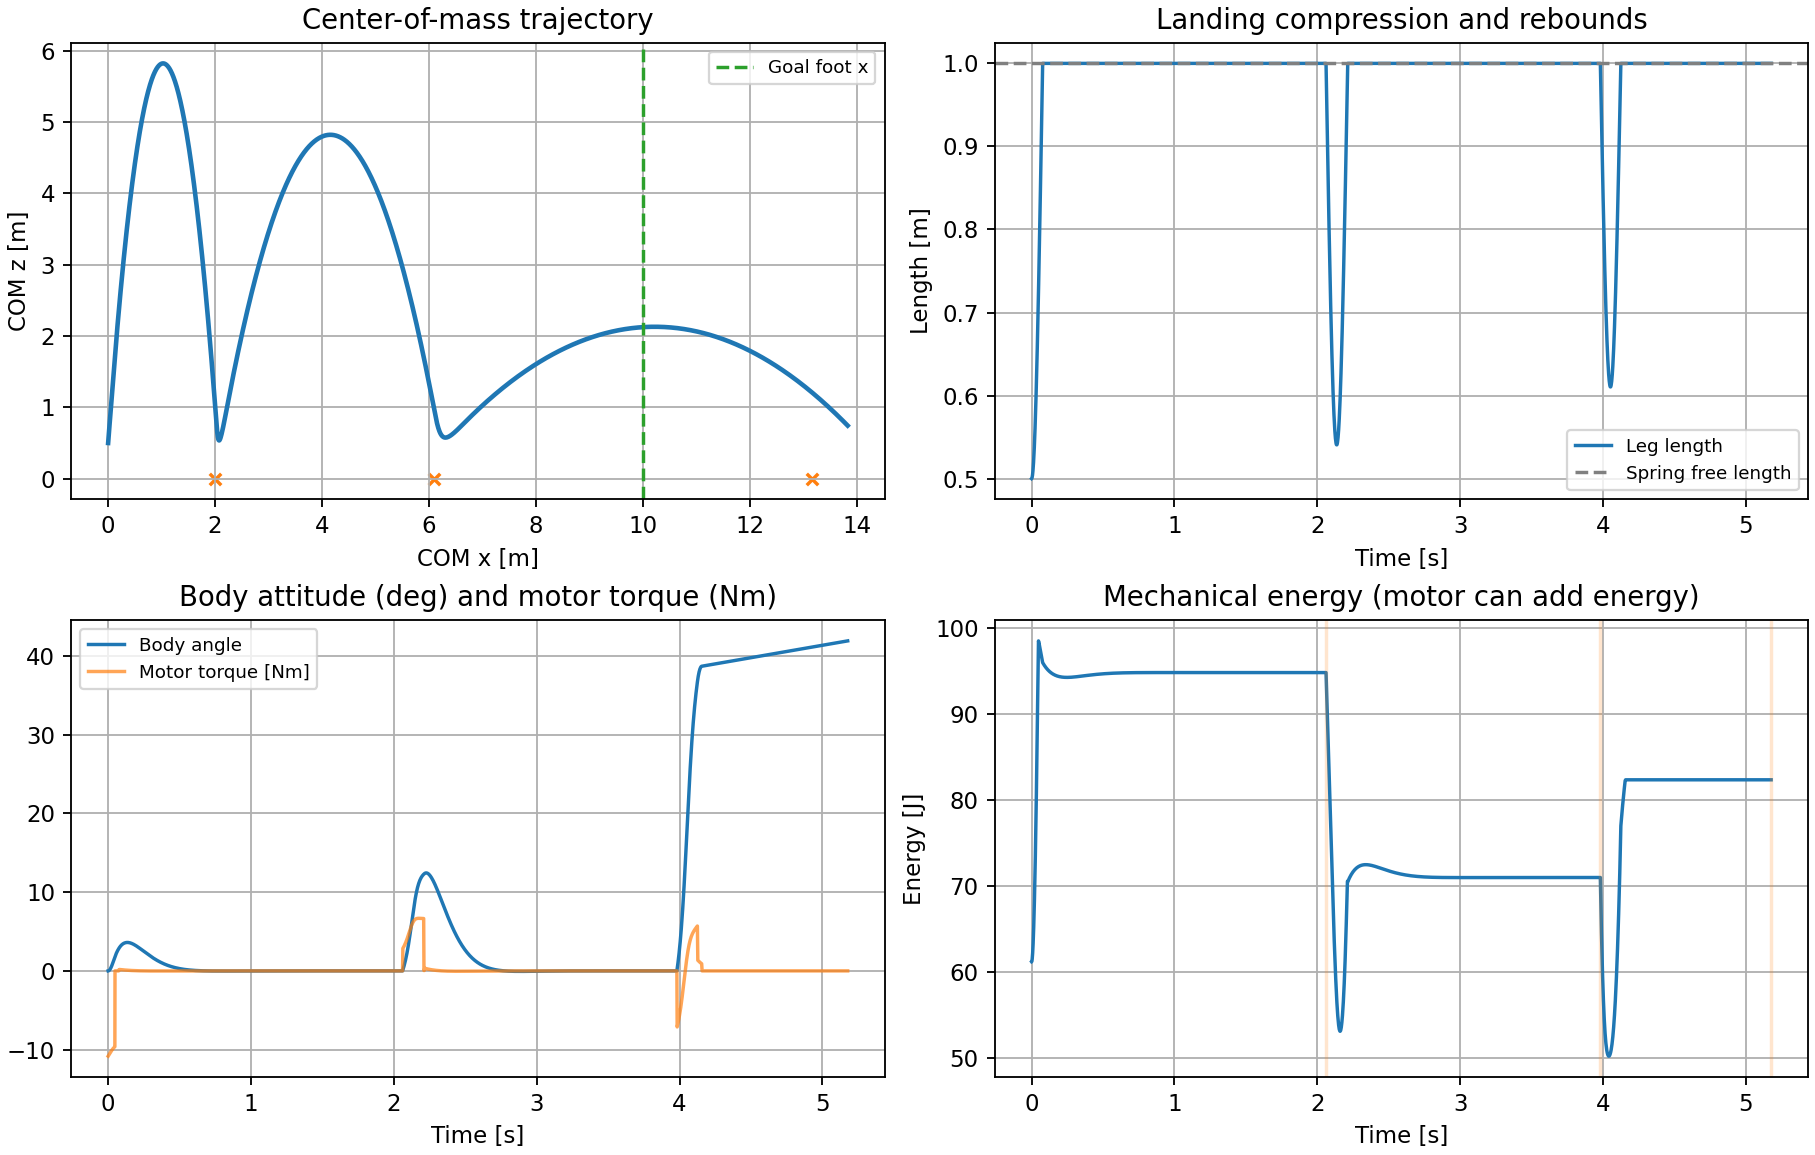 Center-of-mass trajectory
6
5
4
3
2
1
0
COM z [m]
Goal foot x
0 2 4 6 8 10 12 14
COM x [m]
Landing compression and rebounds
1.0
0.9
0.8
0.7
0.6
0.5
Length [m]
Leg length
Spring free length
0 1 2 3 4 5
Time [s]
Body attitude (deg) and motor torque (Nm)
40
30
20
10
0
−10
Body angle
Motor torque [Nm]
0 1 2 3 4 5
Time [s]
Mechanical energy (motor can add energy)
100
90
80
70
60
50
Energy [J]
0 1 2 3 4 5
Time [s]